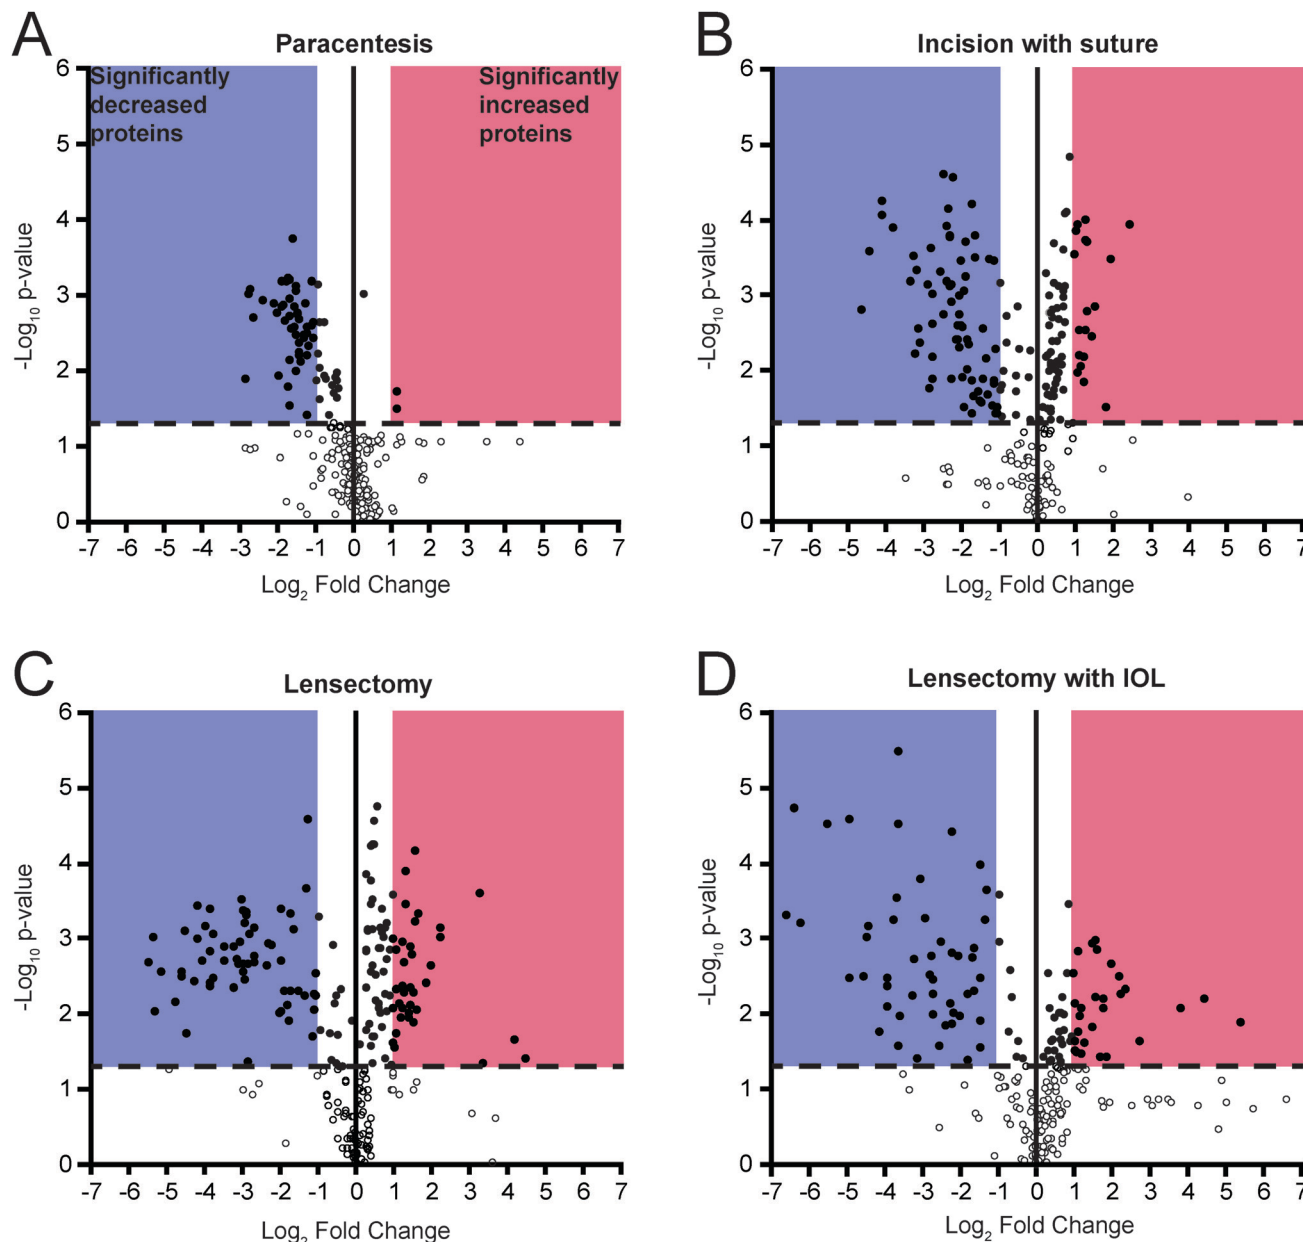 A
Paracentesis
Significantly
decreased
proteins
Significantly
increased
proteins
6
5
4
3
2
1
0
-Log10 p-value
-7 -6 -5 -4 -3 -2 -1 0 1 2 3 4 5 6 7
Log2 Fold Change
B
Incision with suture
6
5
4
3
2
1
0
-Log10 p-value
-7 -6 -5 -4 -3 -2 -1 0 1 2 3 4 5 6 7
Log2 Fold Change
C
Lensectomy
6
5
4
3
2
1
0
-Log10 p-value
-7 -6 -5 -4 -3 -2 -1 0 1 2 3 4 5 6 7
Log2 Fold Change
D
Lensectomy with IOL
6
5
4
3
2
1
0
-Log10 p-value
-7 -6 -5 -4 -3 -2 -1 0 1 2 3 4 5 6 7
Log2 Fold Change